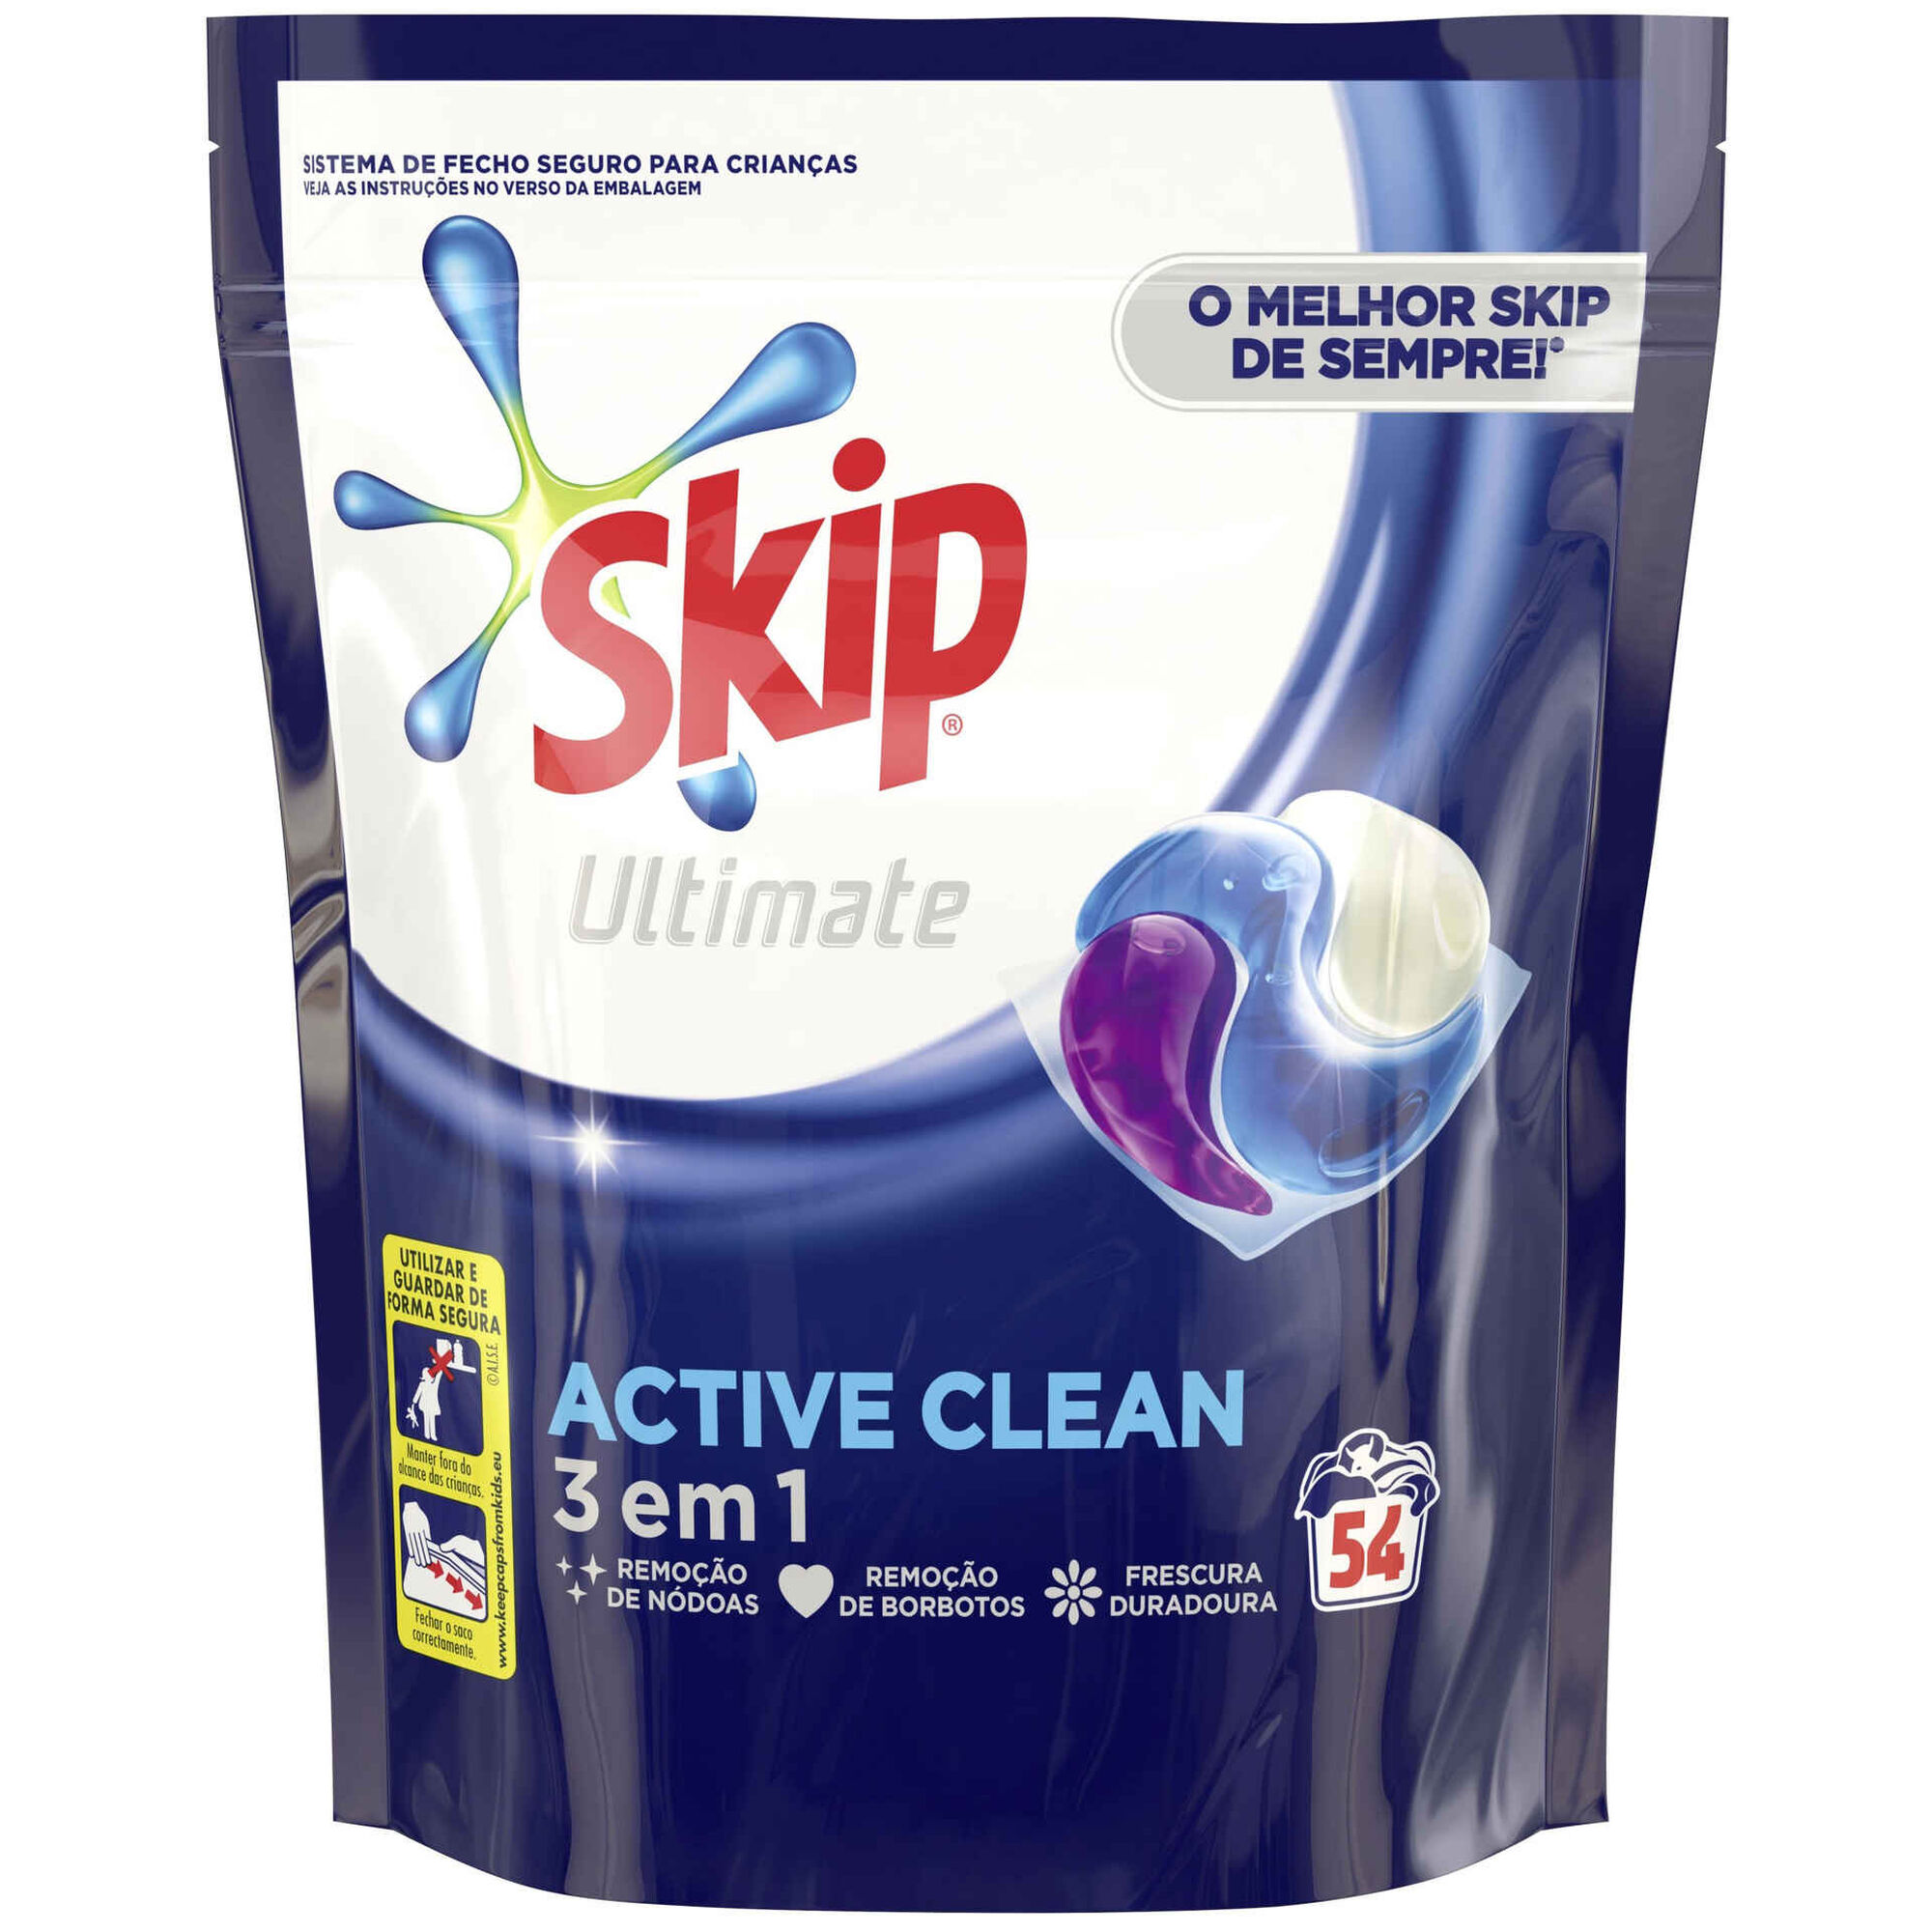 SISTEMA DE FECHO SEGURO PARA CRIANÇAS
VEJA AS INSTRUÇÕES NO VERSO DA EMBALAGEM
O MELHOR SKIP
DE SEMPRE!*
Skip®
Ultimate
UTILIZAR E
GUARDAR DE
FORMA SEGURA
©A.I.S.E.
Manter fora do
alcance das crianças.
Fechar o saco
correctamente.
www.keepcapsfromkids.eu
ACTIVE CLEAN
3 em 1
REMOÇÃO
DE NÓDOAS
REMOÇÃO
DE BORBOTOS
FRESCURA
DURADOURA
54